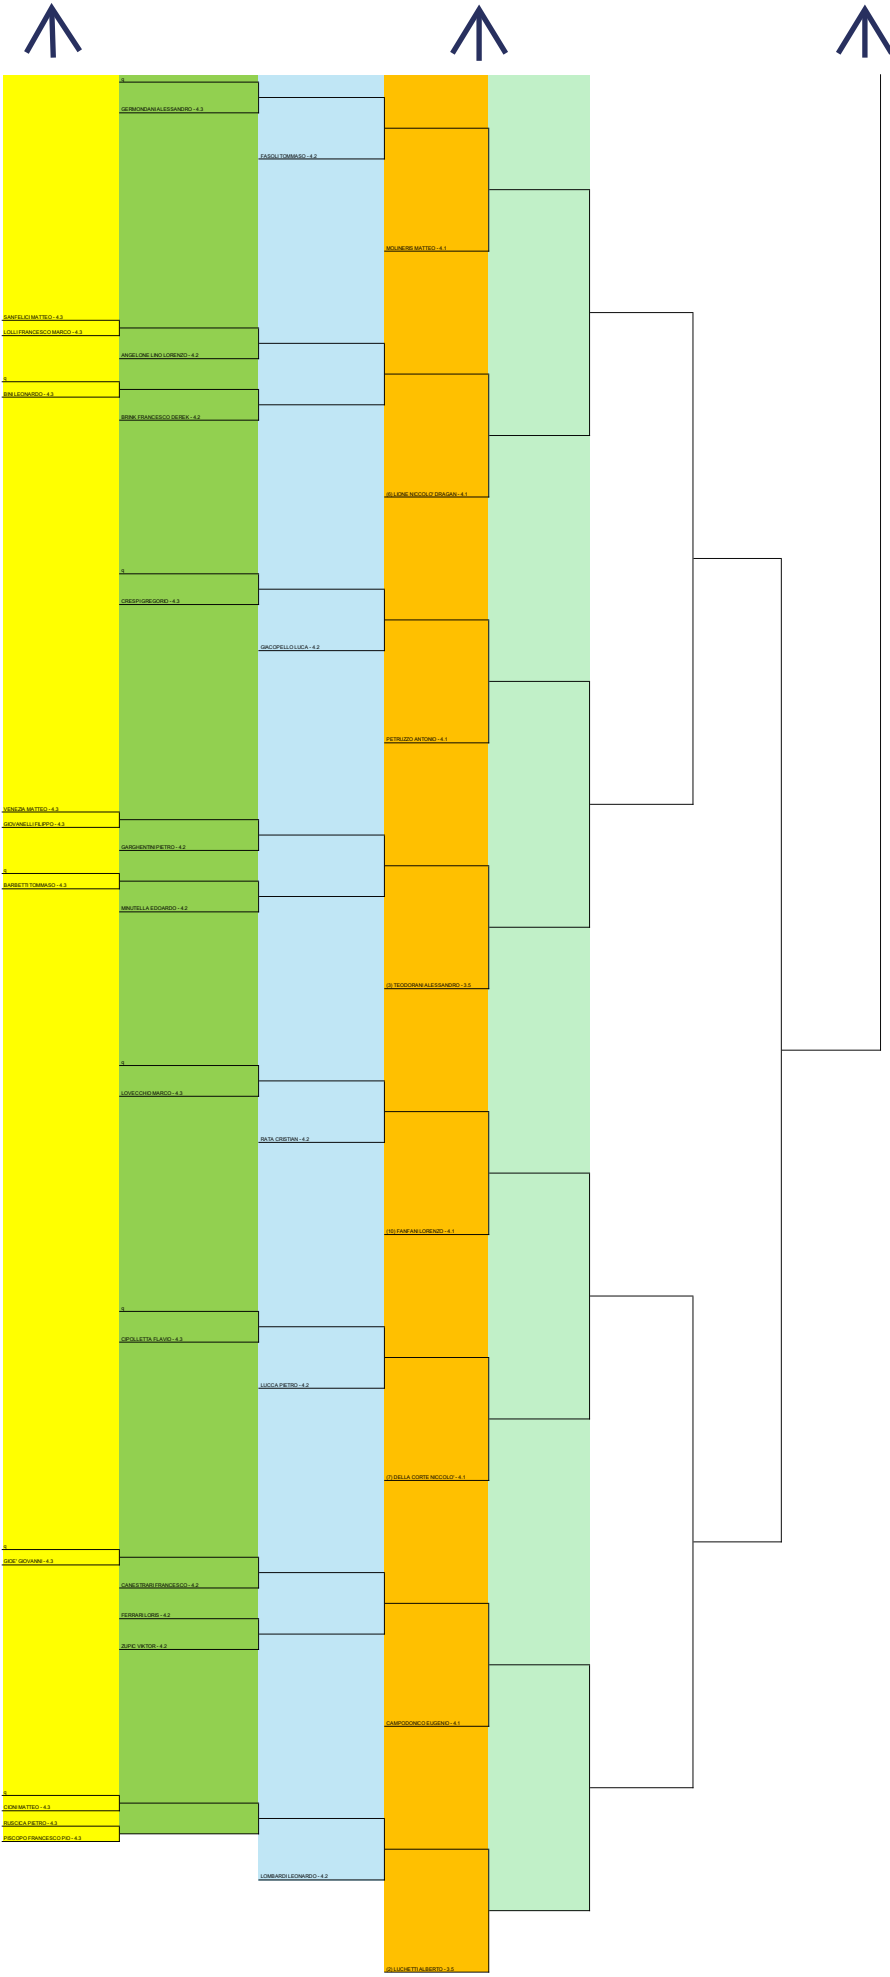 q
GERMONDANI ALESSANDRO - 4.3
FASOLI TOMMASO - 4.2
MOLINERIS MATTEO - 4.1
SANFELICI MATTEO - 4.3
LOLLI FRANCESCO MARCO - 4.3
ANGELONE LINO LORENZO - 4.2
q
BINI LEONARDO - 4.3
BRINK FRANCESCO DEREK - 4.2
(6) LIONE NICCOLO' DRAGAN - 4.1
q
CRESPI GREGORIO - 4.3
GIACOPELLO LUCA - 4.2
PETRUZZO ANTONIO - 4.1
VENEZIA MATTEO - 4.3
GIOVANELLI FILIPPO - 4.3
GARGHENTINI PIETRO - 4.2
q
BARBETTI TOMMASO - 4.3
MINUTELLA EDOARDO - 4.2
(3) TEODORANI ALESSANDRO - 3.5
q
LOVECCHIO MARCO - 4.3
RATA CRISTIAN - 4.2
(10) FANFANI LORENZO - 4.1
q
CIPOLLETTA FLAVIO - 4.3
LUCCA PIETRO - 4.2
(7) DELLA CORTE NICCOLO' - 4.1
q
GIOE' GIOVANNI - 4.3
CANESTRARI FRANCESCO - 4.2
FERRARI LORIS - 4.2
ZUPIC VIKTOR - 4.2
CAMPODONICO EUGENIO - 4.1
q
CIONI MATTEO - 4.3
RUSCICA PIETRO - 4.3
PISCOPO FRANCESCO PIO - 4.3
LOMBARDI LEONARDO - 4.2
(2) LUCHETTI ALBERTO - 3.5